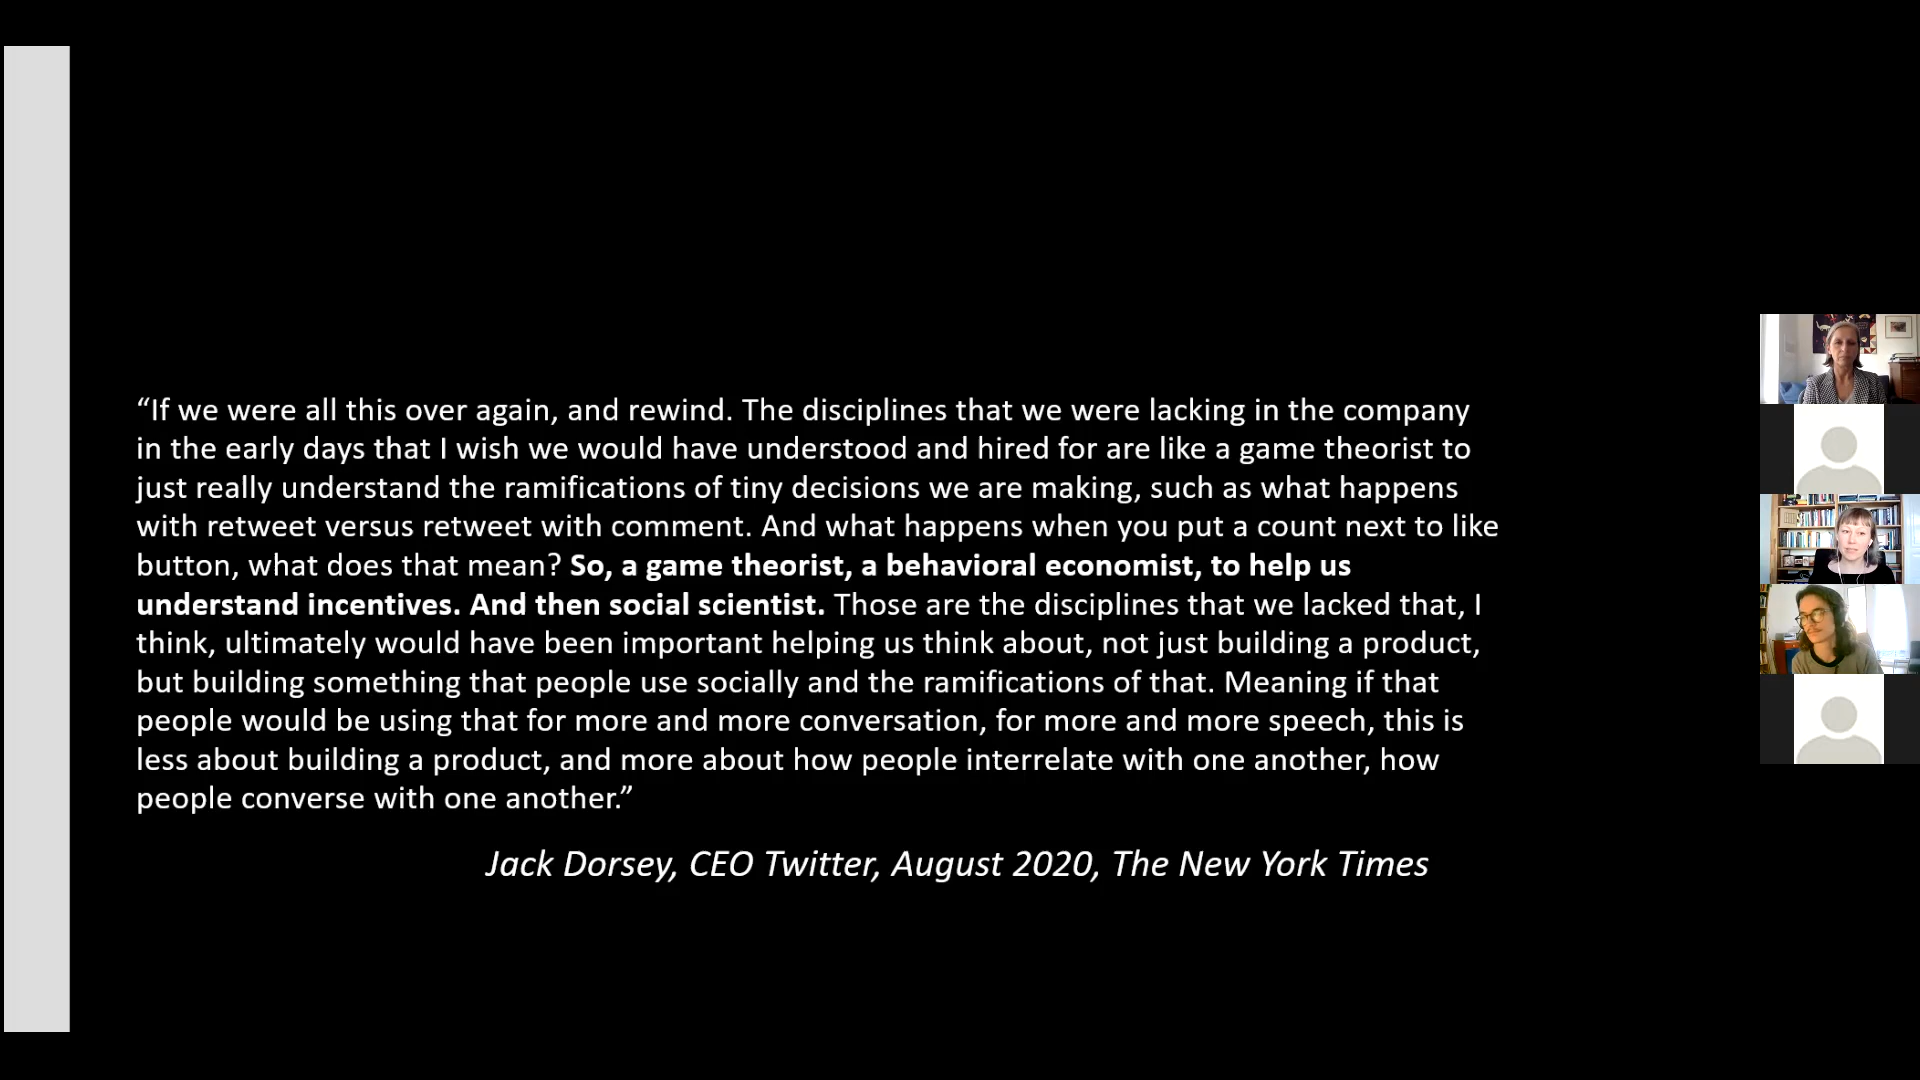 “If we were all this over again, and rewind. The disciplines that we were lacking in the company
in the early days that I wish we would have understood and hired for are like a game theorist to
just really understand the ramifications of tiny decisions we are making, such as what happens
with retweet versus retweet with comment. And what happens when you put a count next to like
button, what does that mean? So, a game theorist, a behavioral economist, to help us
understand incentives. And then social scientist. Those are the disciplines that we lacked that, I
think, ultimately would have been important helping us think about, not just building a product,
but building something that people use socially and the ramifications of that. Meaning if that
people would be using that for more and more conversation, for more and more speech, this is
less about building a product, and more about how people interrelate with one another, how
people converse with one another.”
Jack Dorsey, CEO Twitter, August 2020, The New York Times